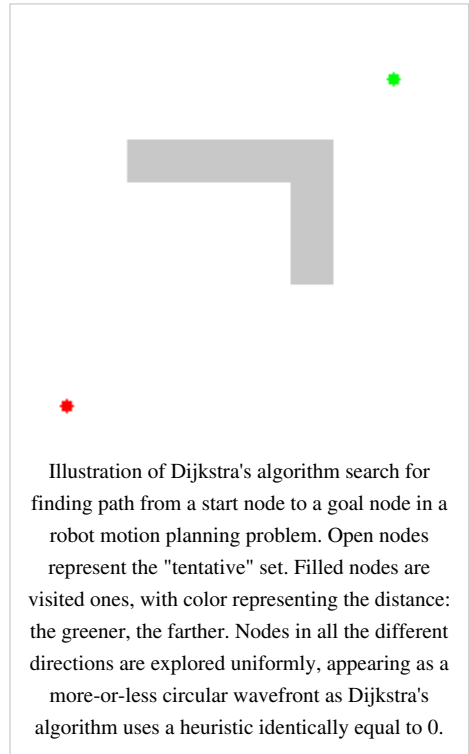 Illustration of Dijkstra's algorithm search for
finding path from a start node to a goal node in a
robot motion planning problem. Open nodes
represent the "tentative" set. Filled nodes are
visited ones, with color representing the distance:
the greener, the farther. Nodes in all the different
directions are explored uniformly, appearing as a
more-or-less circular wavefront as Dijkstra's
algorithm uses a heuristic identically equal to 0.